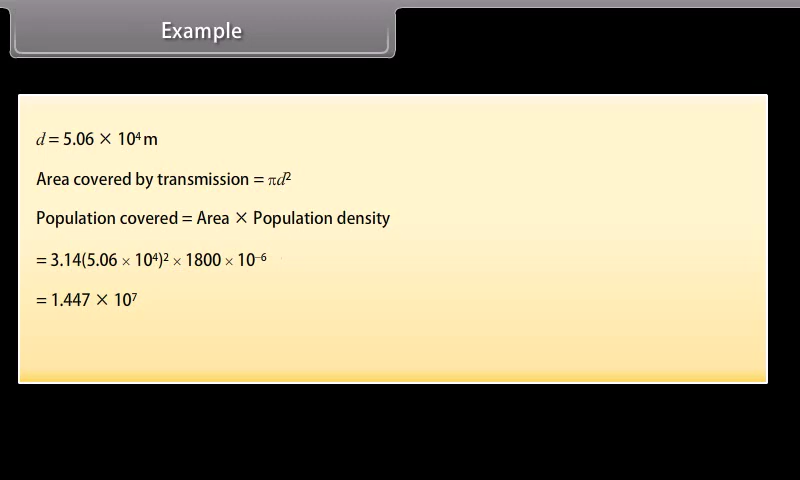 Example
d = 5.06 × 10⁴ m
Area covered by transmission = πd²
Population covered = Area × Population density
= 3.14(5.06 × 10⁴)² × 1800 × 10⁻⁶
= 1.447 × 10⁷